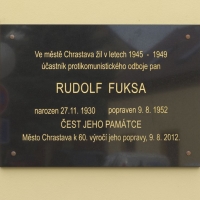 Ve městě Chrastava žil v letech 1945 - 1949
účastník protikomunistického odboje pan
RUDOLF FUKSA
narozen 27. 11. 1930 popraven 9. 8. 1952
ČEST JEHO PAMÁTCE
Město Chrastava k 60. výročí jeho popravy, 9. 8. 2012.